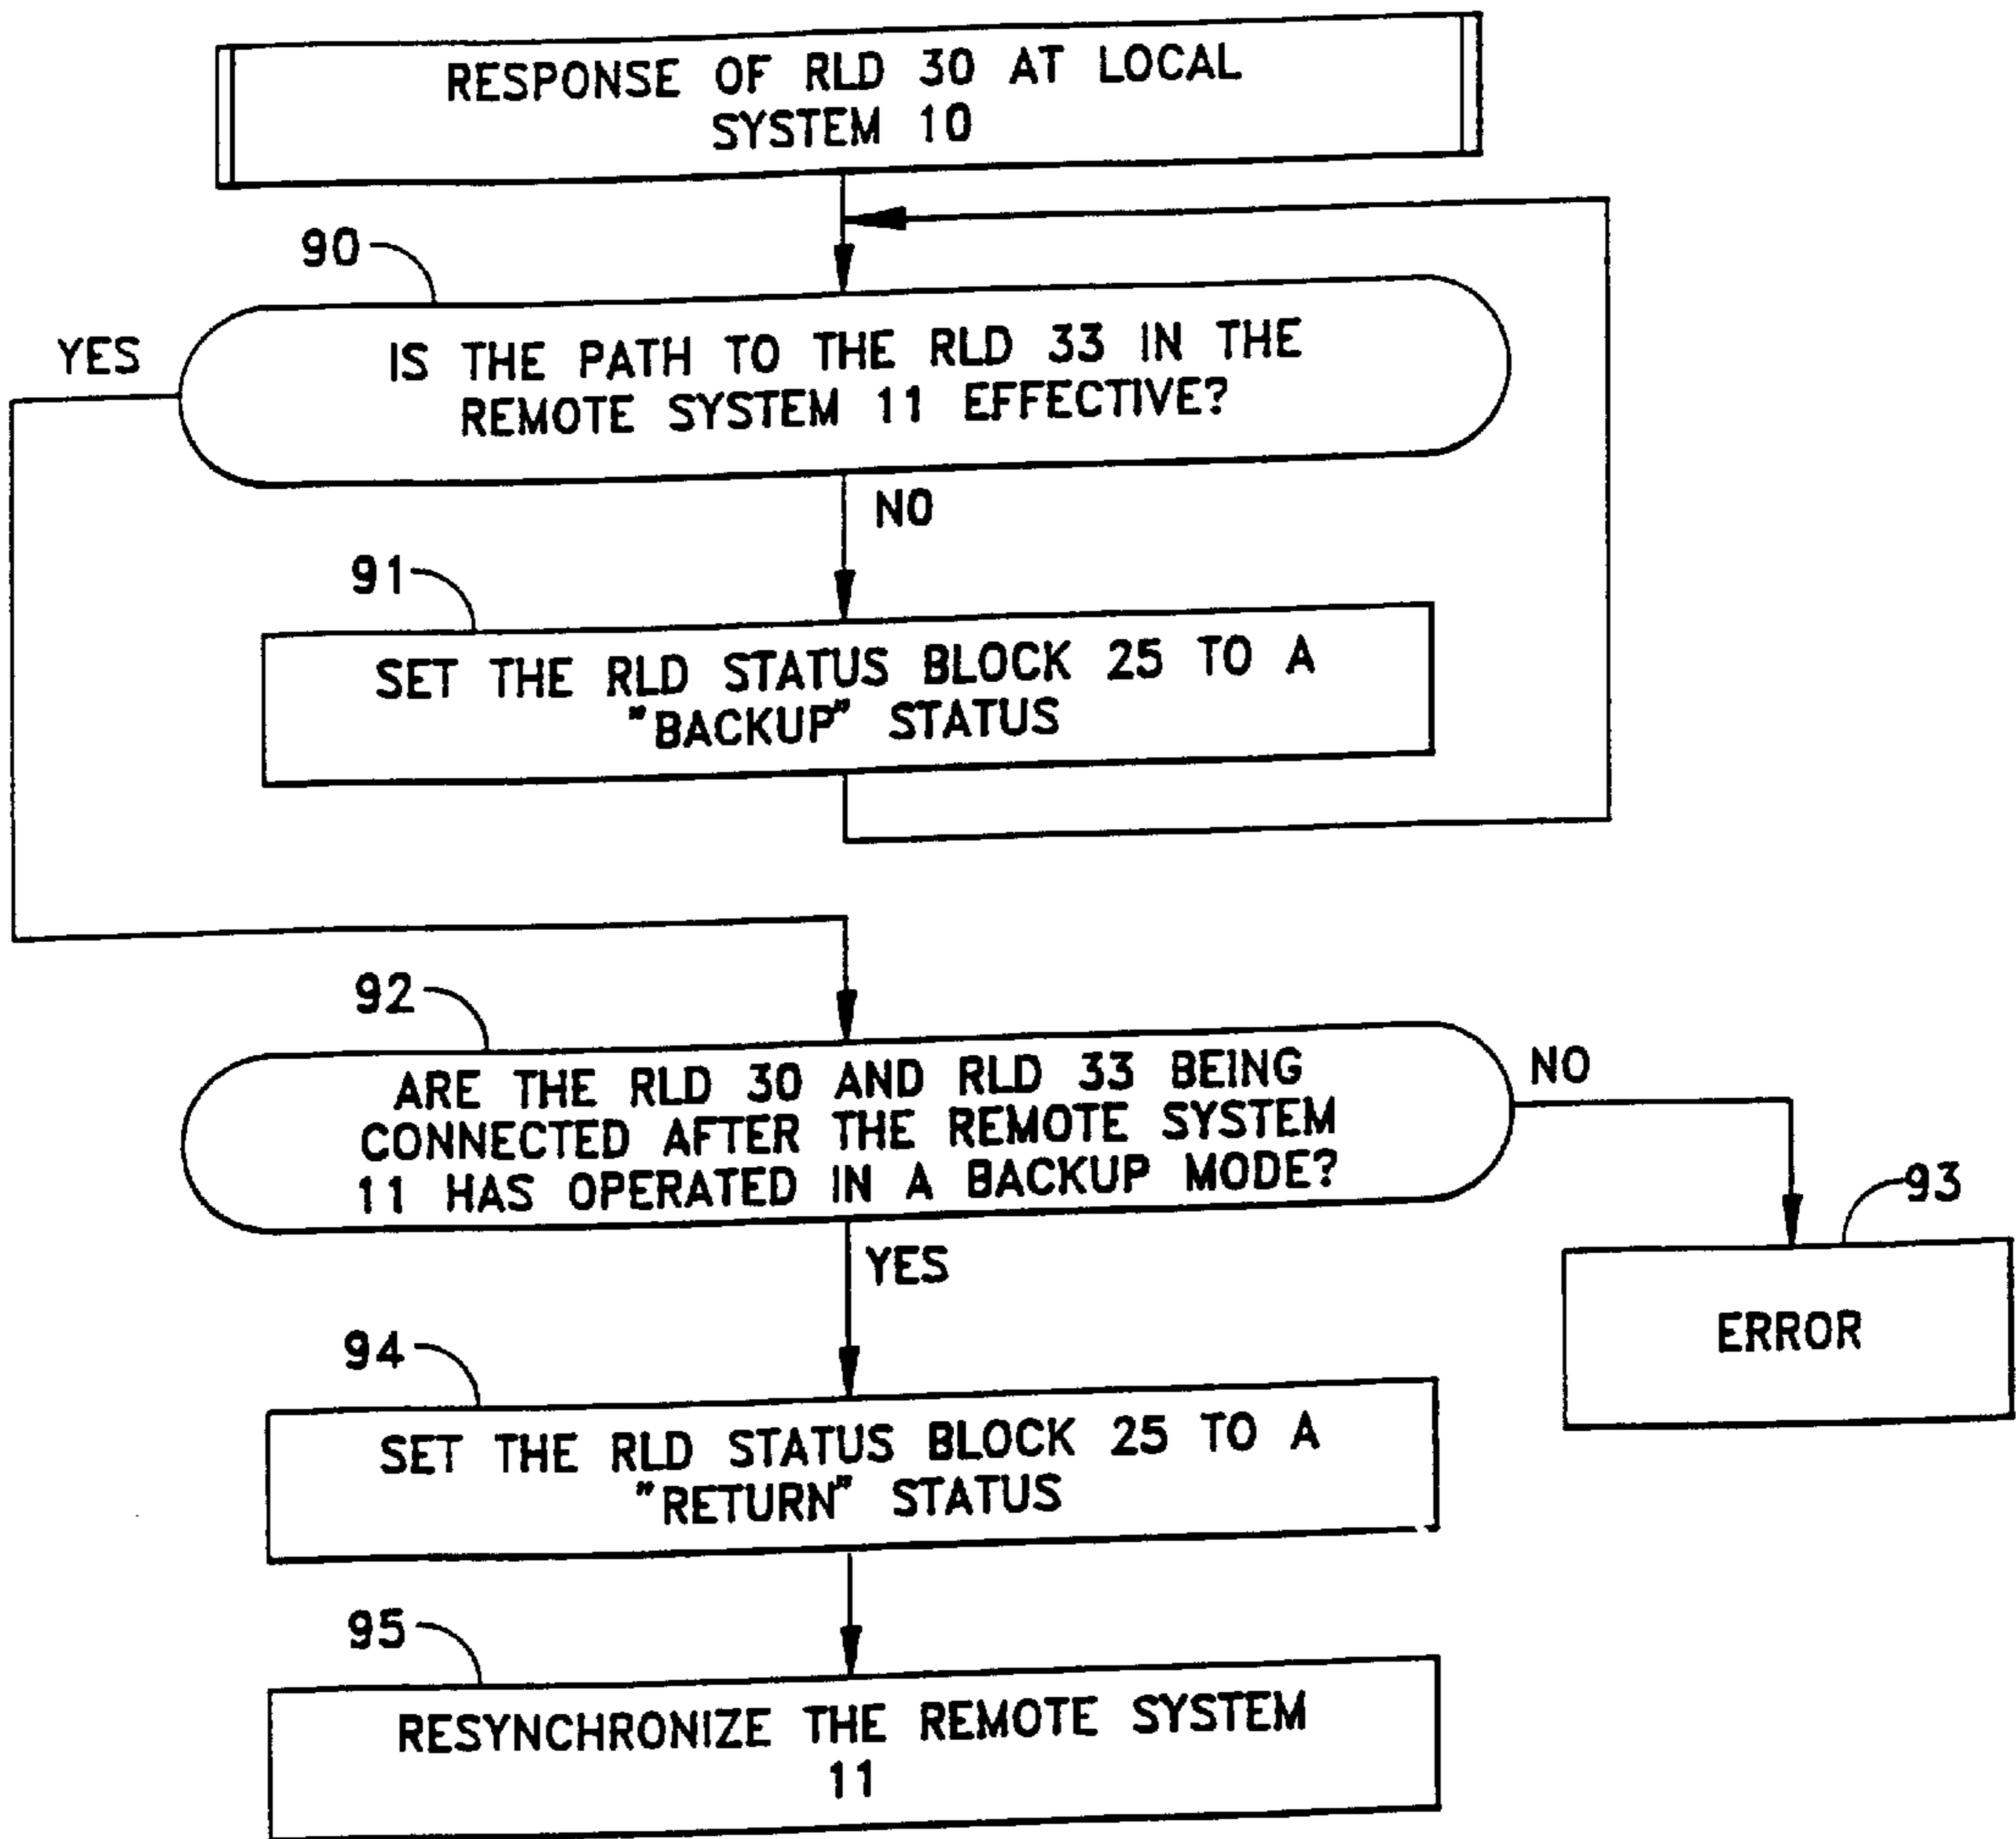 RESPONSE OF RLD 30 AT LOCAL
SYSTEM 10
90
YES
IS THE PATH TO THE RLD 33 IN THE
REMOTE SYSTEM 11 EFFECTIVE?
NO
91
SET THE RLD STATUS BLOCK 25 TO A
"BACKUP" STATUS
92
ARE THE RLD 30 AND RLD 33 BEING
CONNECTED AFTER THE REMOTE SYSTEM
11 HAS OPERATED IN A BACKUP MODE?
NO
93
YES
ERROR
94
SET THE RLD STATUS BLOCK 25 TO A
"RETURN" STATUS
95
RESYNCHRONIZE THE REMOTE SYSTEM
11